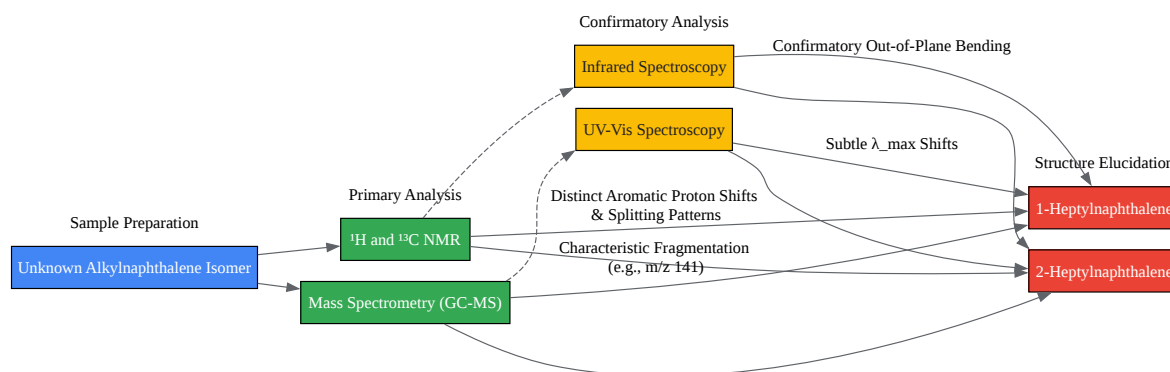 Confirmatory Analysis
Infrared Spectroscopy
Confirmatory Out-of-Plane Bending
UV-Vis Spectroscopy
Subtle λ_max Shifts
Structure Elucidation
Primary Analysis
Distinct Aromatic Proton Shifts
& Splitting Patterns
1-Heptylnaphthalene
Sample Preparation
¹H and ¹³C NMR
Characteristic Fragmentation
(e.g., m/z 141)
Unknown Alkylnaphthalene Isomer
2-Heptylnaphthalene
Mass Spectrometry (GC-MS)